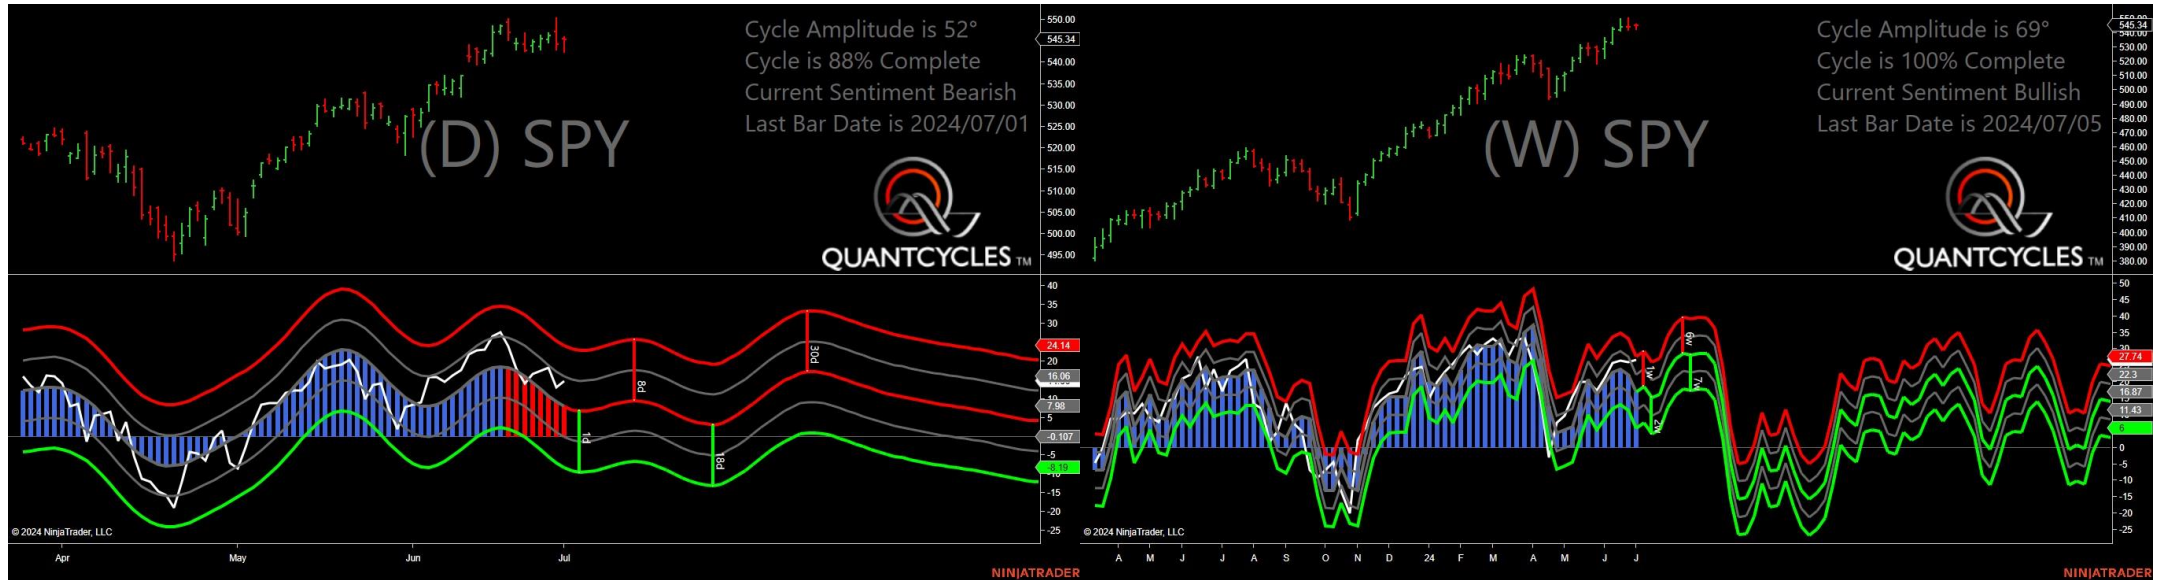 Cycle Amplitude is 52°
Cycle is 88% Complete
Current Sentiment Bearish
Last Bar Date is 2024/07/01
(D) SPY
QUANTCYCLES TM
550.00
545.34
540.00
535.00
530.00
525.00
520.00
515.00
510.00
505.00
500.00
495.00
40
35
30
24.14
20
16.06
7.98
5
-0.107
-5
-8.19
-15
-20
-25
8d
30d
1d
18d
© 2024 NinjaTrader, LLC
Apr May Jun Jul
NINJATRADER
Cycle Amplitude is 69°
Cycle is 100% Complete
Current Sentiment Bullish
Last Bar Date is 2024/07/05
(W) SPY
QUANTCYCLES TM
550.00
545.34
540.00
530.00
520.00
510.00
500.00
490.00
480.00
470.00
460.00
450.00
440.00
430.00
420.00
410.00
400.00
390.00
380.00
50
45
40
35
30
27.74
22.3
16.87
11.43
6
0
-5
-10
-15
-20
-25
6w
1w
7w
2w
© 2024 NinjaTrader, LLC
A M J J A S O N D 24 F M A M J J
NINJATRADER